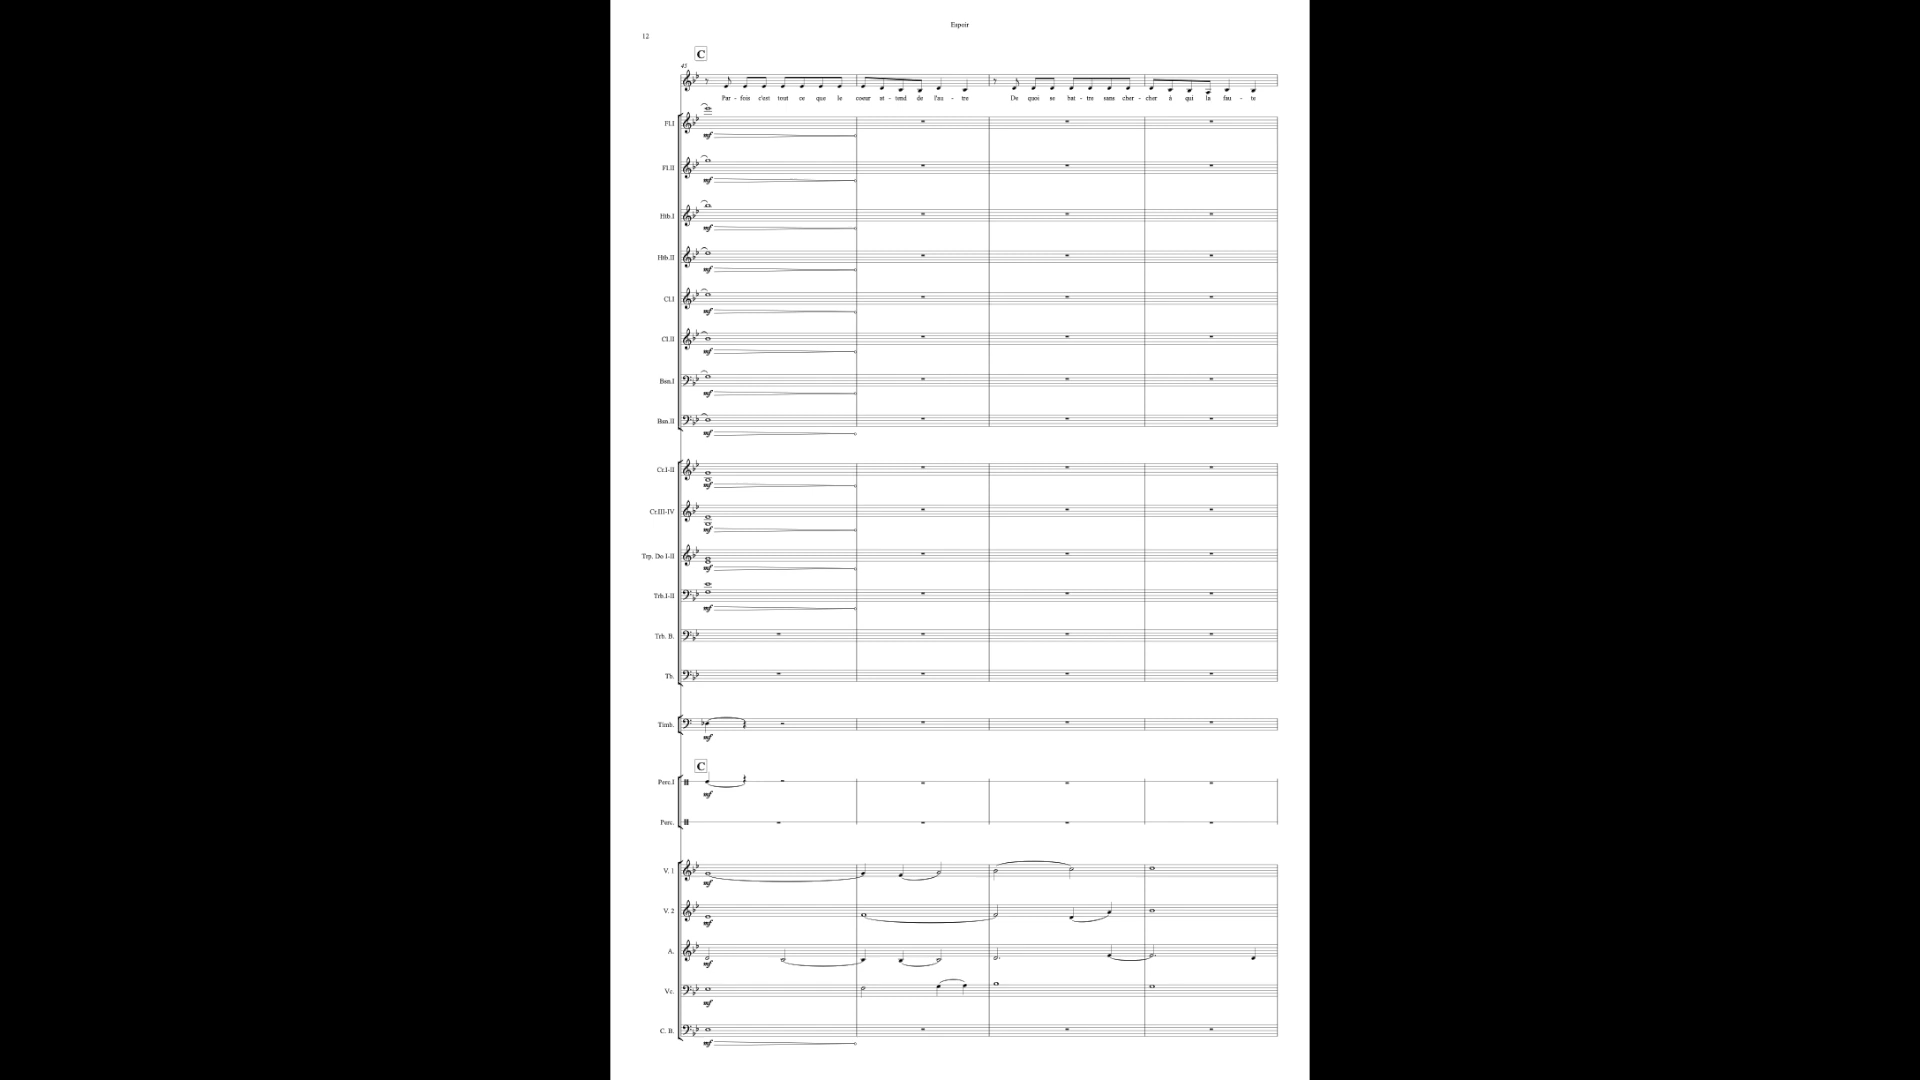 Espoir
12
C
45
Par - fois c'est tout ce que le coeur at - tend de l'au - tre De quoi se bat - tre sans cher - cher à qui la fau - te
Fl.I
mf
Fl.II
mf
Htb.I
mf
Htb.II
mf
Cl.I
mf
Cl.II
mf
Bsn.I
mf
Bsn.II
mf
Cr.I-II
mf
Cr.III-IV
mf
Trp. Do I-II
mf
Trb.I-II
mf
Trb. B.
Tb.
Timb.
mf
C
Perc.I
mf
Perc.
V. 1
mf
V. 2
mf
A.
mf
Vc.
mf
C. B.
mf